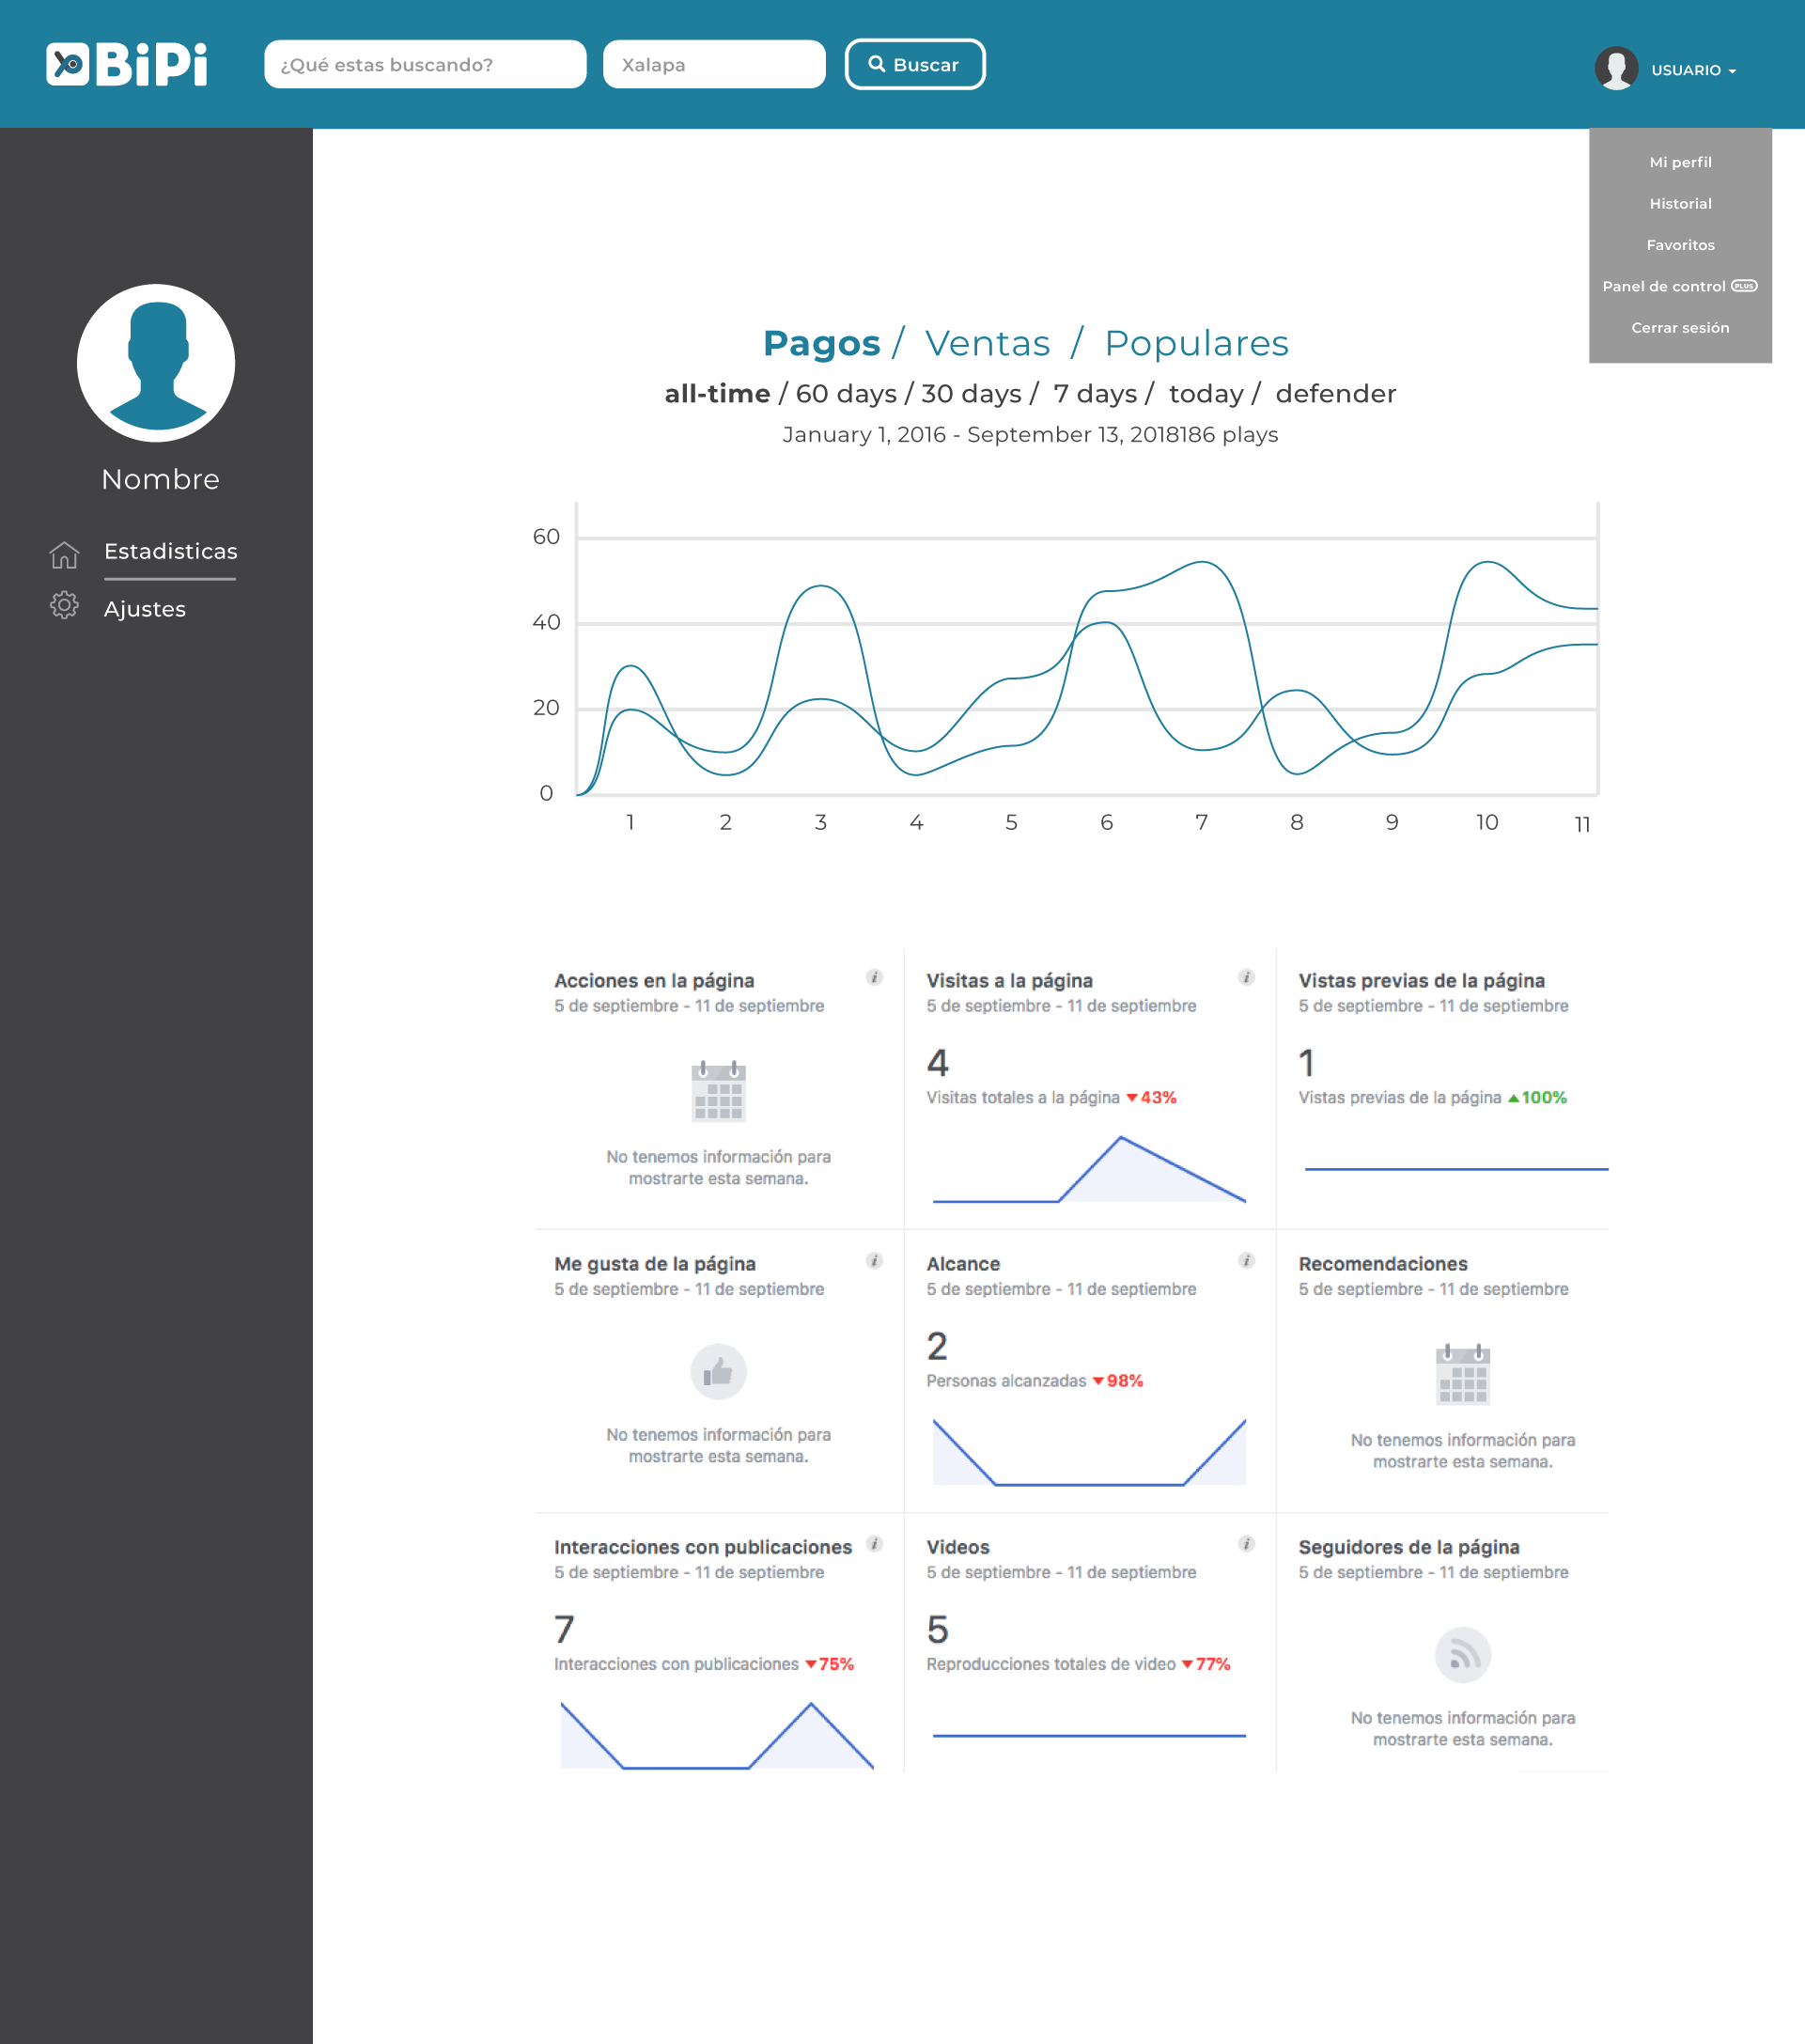 BiPi
¿Qué estas buscando?
Xalapa
Buscar
USUARIO
Mi perfil
Historial
Favoritos
Panel de control PLUS
Cerrar sesión
Nombre
Estadisticas
Ajustes
Pagos / Ventas / Populares
all-time / 60 days / 30 days / 7 days / today / defender
January 1, 2016 - September 13, 2018186 plays
60
40
20
0
1 2 3 4 5 6 7 8 9 10 11
Acciones en la página
5 de septiembre - 11 de septiembre
No tenemos información para
mostrarte esta semana.
Visitas a la página
5 de septiembre - 11 de septiembre
4
Visitas totales a la página ▼43%
Vistas previas de la página
5 de septiembre - 11 de septiembre
1
Vistas previas de la página ▲100%
Me gusta de la página
5 de septiembre - 11 de septiembre
No tenemos información para
mostrarte esta semana.
Alcance
5 de septiembre - 11 de septiembre
2
Personas alcanzadas ▼98%
Recomendaciones
5 de septiembre - 11 de septiembre
No tenemos información para
mostrarte esta semana.
Interacciones con publicaciones
5 de septiembre - 11 de septiembre
7
Interacciones con publicaciones ▼75%
Videos
5 de septiembre - 11 de septiembre
5
Reproducciones totales de video ▼77%
Seguidores de la página
5 de septiembre - 11 de septiembre
No tenemos información para
mostrarte esta semana.